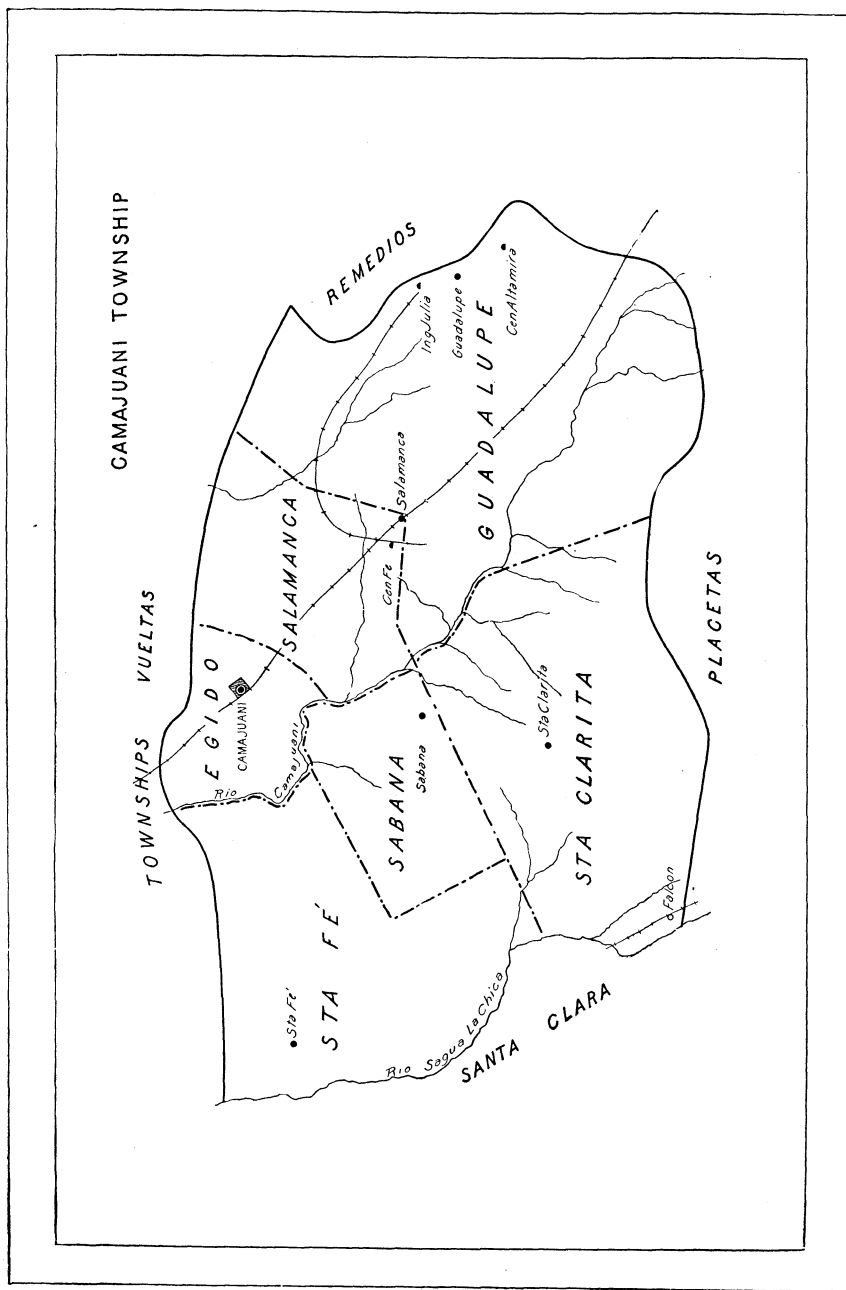 CAMAJUANI TOWNSHIP
TOWNSHIPS VUELTAS
REMEDIOS
EGIDO
CAMAJUANI
Rio Camajuani
SALAMANCA
Salamanca
Cen Fe
Ing Julia
Guadalupe
Cen Altamira
GUADALUPE
STA FÉ
Sta Fé
SABANA
Sabana
Sta Clarita
STA CLARITA
Rio Sagua La Chica
Falcon
SANTA CLARA
PLACETAS